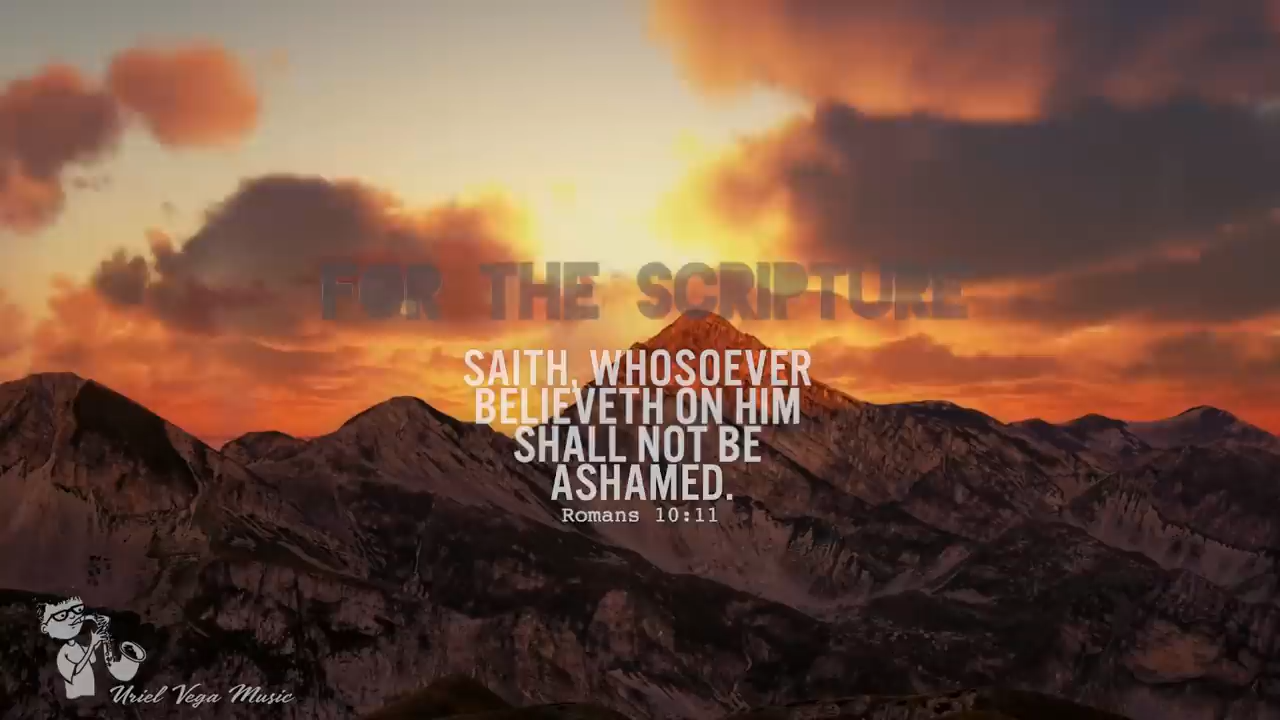 FOR THE SCRIPTURE
SAITH, WHOSOEVER
BELIEVETH ON HIM
SHALL NOT BE
ASHAMED.
Romans 10:11
Uriel Vega Music